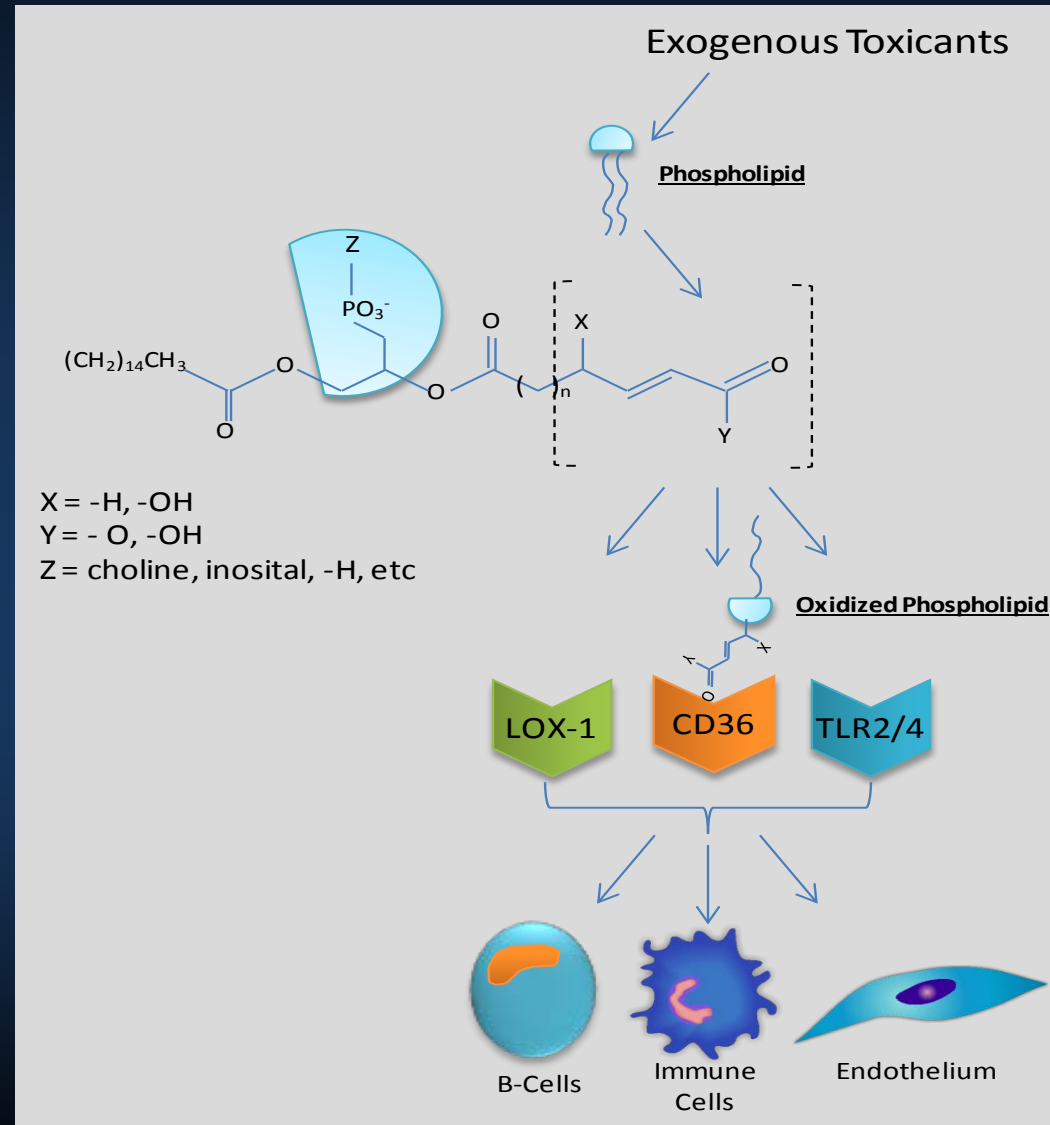 Exogenous Toxicants
Phospholipid
Z
PO₃⁻
O
X
(CH₂)₁₄CH₃
O
O
O
( )n
O
Y
X = -H, -OH
Y = - O, -OH
Z = choline, inosital, -H, etc
Oxidized Phospholipid
X
Y
O
LOX-1
CD36
TLR2/4
B-Cells
Immune
Cells
Endothelium